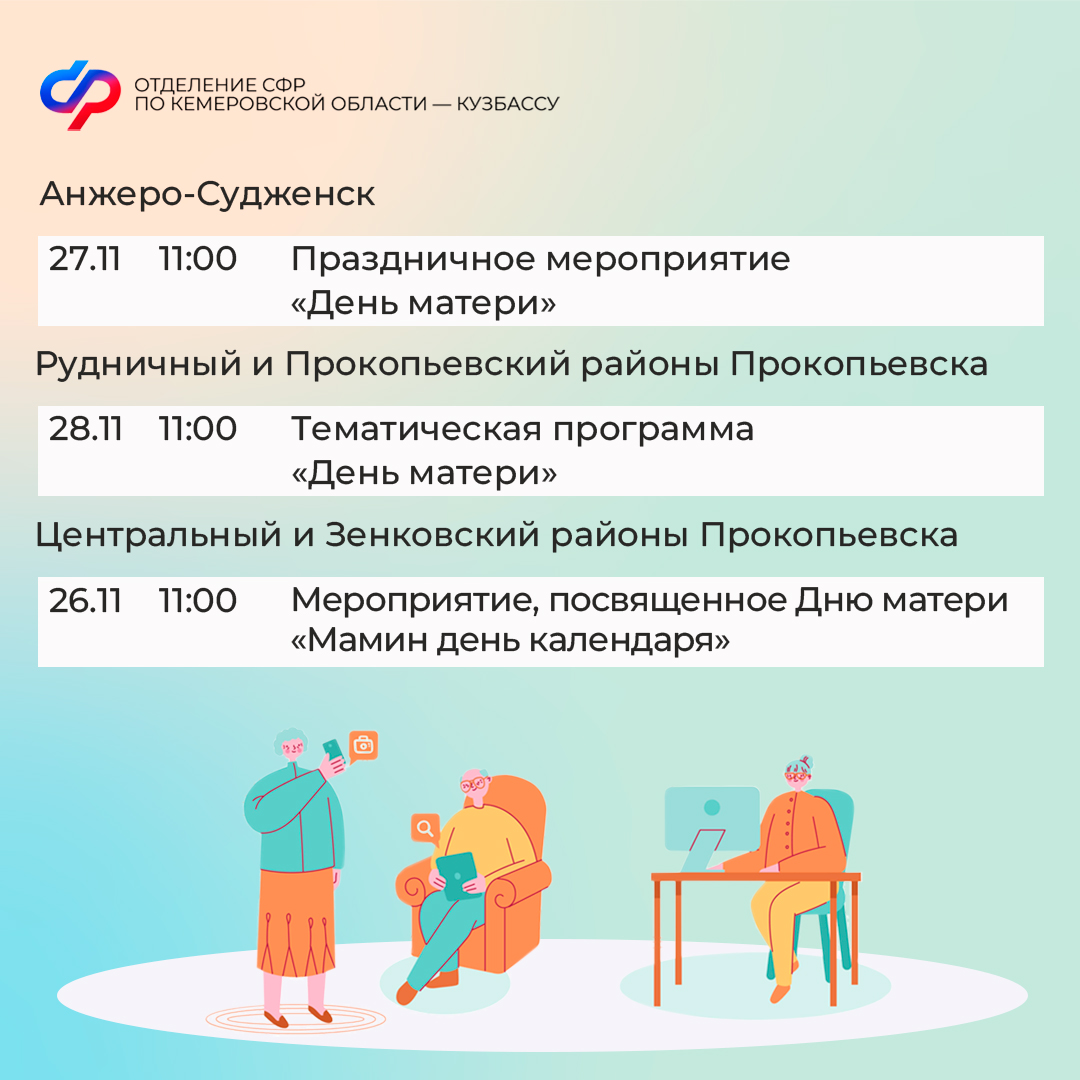 ОТДЕЛЕНИЕ СФР
ПО КЕМЕРОВСКОЙ ОБЛАСТИ — КУЗБАССУ
Анжеро-Судженск
27.11 11:00 Праздничное мероприятие
«День матери»
Рудничный и Прокопьевский районы Прокопьевска
28.11 11:00 Тематическая программа
«День матери»
Центральный и Зенковский районы Прокопьевска
26.11 11:00 Мероприятие, посвященное Дню матери
«Мамин день календаря»